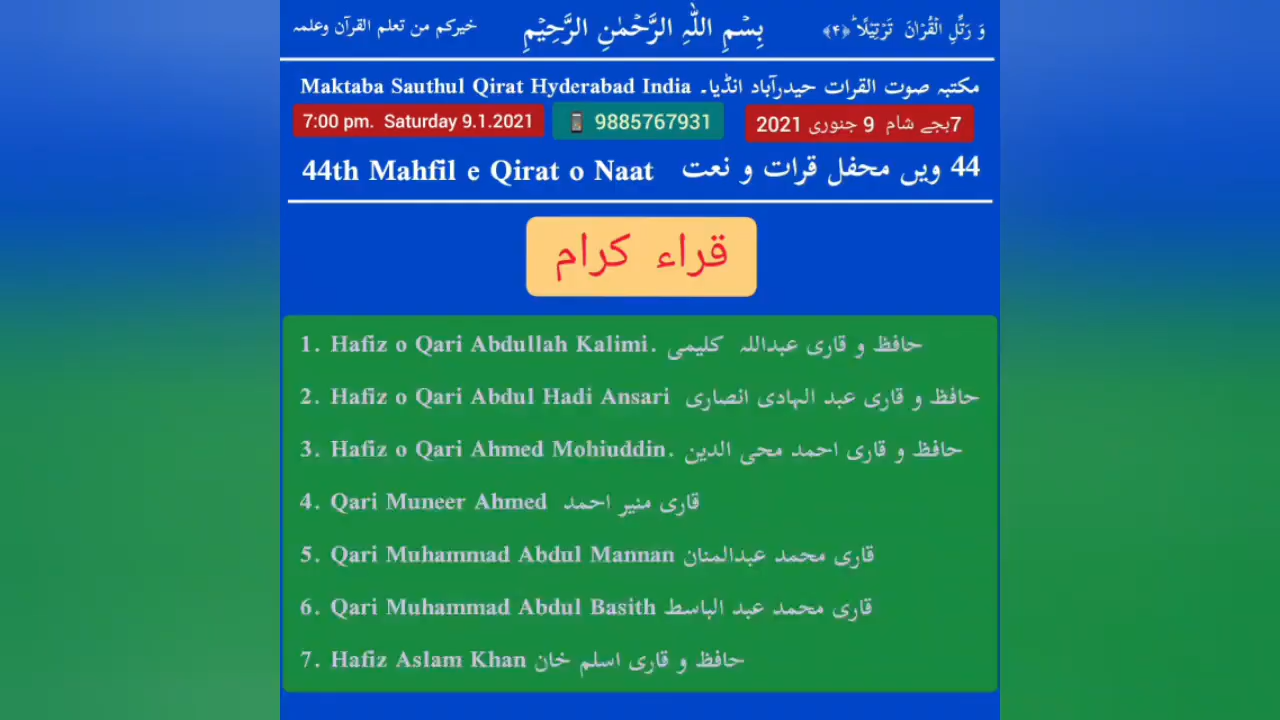 خیرکم من تعلم القرآن وعلمہ بِسۡمِ اللّٰہِ الرَّحۡمٰنِ الرَّحِیۡمِ وَ رَتِّلِ الۡقُرۡاٰنَ تَرۡتِیۡلًا ؕ﴿۴﴾
Maktaba Sauthul Qirat Hyderabad India مکتبہ صوت القرات حیدرآباد انڈیا۔
7:00 pm. Saturday 9.1.2021 📱 9885767931 7بجے شام 9 جنوری 2021
44th Mahfil e Qirat o Naat 44 ویں محفل قرات و نعت
قراء کرام
1. Hafiz o Qari Abdullah Kalimi. حافظ و قاری عبداللہ کلیمی
2. Hafiz o Qari Abdul Hadi Ansari حافظ و قاری عبد الہادی انصاری
3. Hafiz o Qari Ahmed Mohiuddin. حافظ و قاری احمد محی الدین
4. Qari Muneer Ahmed قاری منیر احمد
5. Qari Muhammad Abdul Mannan قاری محمد عبدالمنان
6. Qari Muhammad Abdul Basith قاری محمد عبد الباسط
7. Hafiz Aslam Khan حافظ و قاری اسلم خان